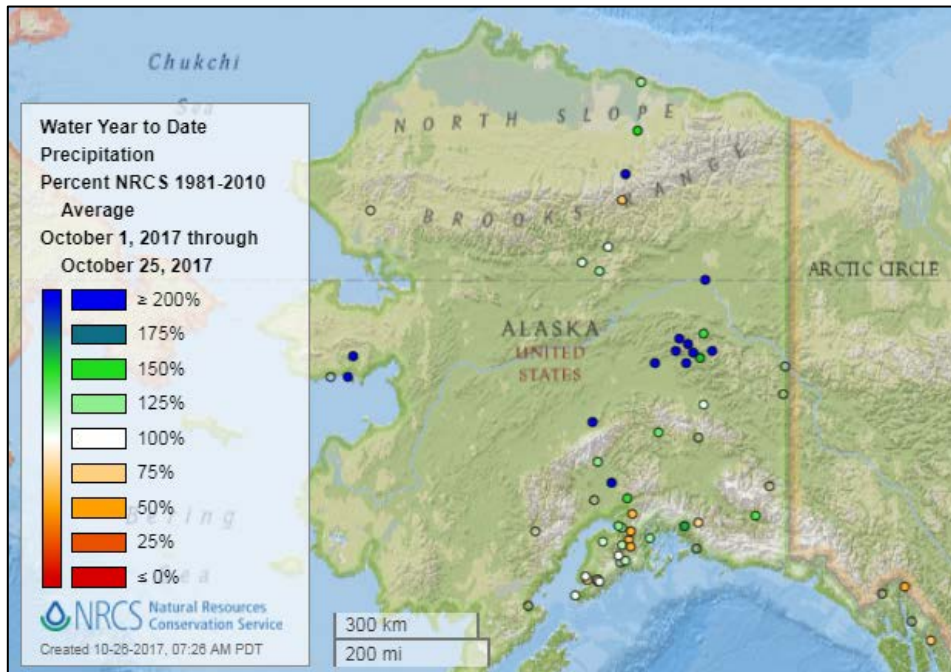 Chukchi
Sea
NORTH SLOPE
BROOKS RANGE
ARCTIC CIRCLE
ALASKA
UNITED
STATES
Bering
Sea
Water Year to Date
Precipitation
Percent NRCS 1981-2010
Average
October 1, 2017 through
October 25, 2017
≥ 200%
175%
150%
125%
100%
75%
50%
25%
≤ 0%
NRCS Natural Resources
Conservation Service
Created 10-26-2017, 07:26 AM PDT
300 km
200 mi